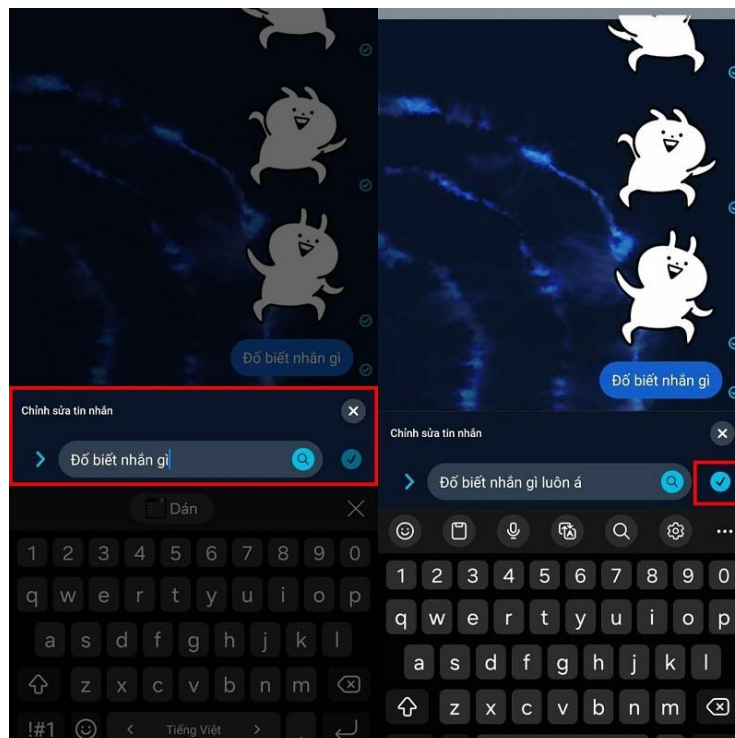 Đố biết nhắn gì
Chỉnh sửa tin nhắn
Đố biết nhắn gì
Dán
1 2 3 4 5 6 7 8 9 0
q w e r t y u i o p
a s d f g h j k l
z x c v b n m
!#1 < Tiếng Việt > .
Đố biết nhắn gì
Chỉnh sửa tin nhắn
Đố biết nhắn gì luôn á
1 2 3 4 5 6 7 8 9 0
q w e r t y u i o p
a s d f g h j k l
z x c v b n m